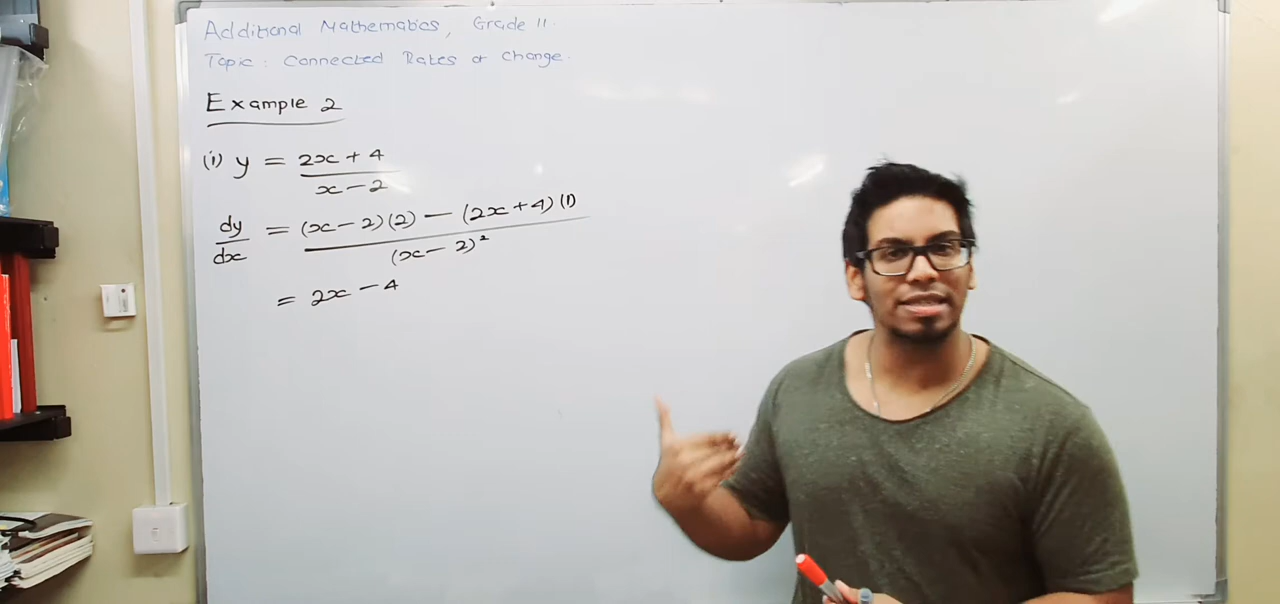 Additional Mathematics, Grade 11.
Topic: Connected Rates of Change.
Example 2
(i) y = 2x + 4
x - 2
dy = (x - 2)(2) - (2x + 4)(1)
dx (x - 2)²
= 2x - 4